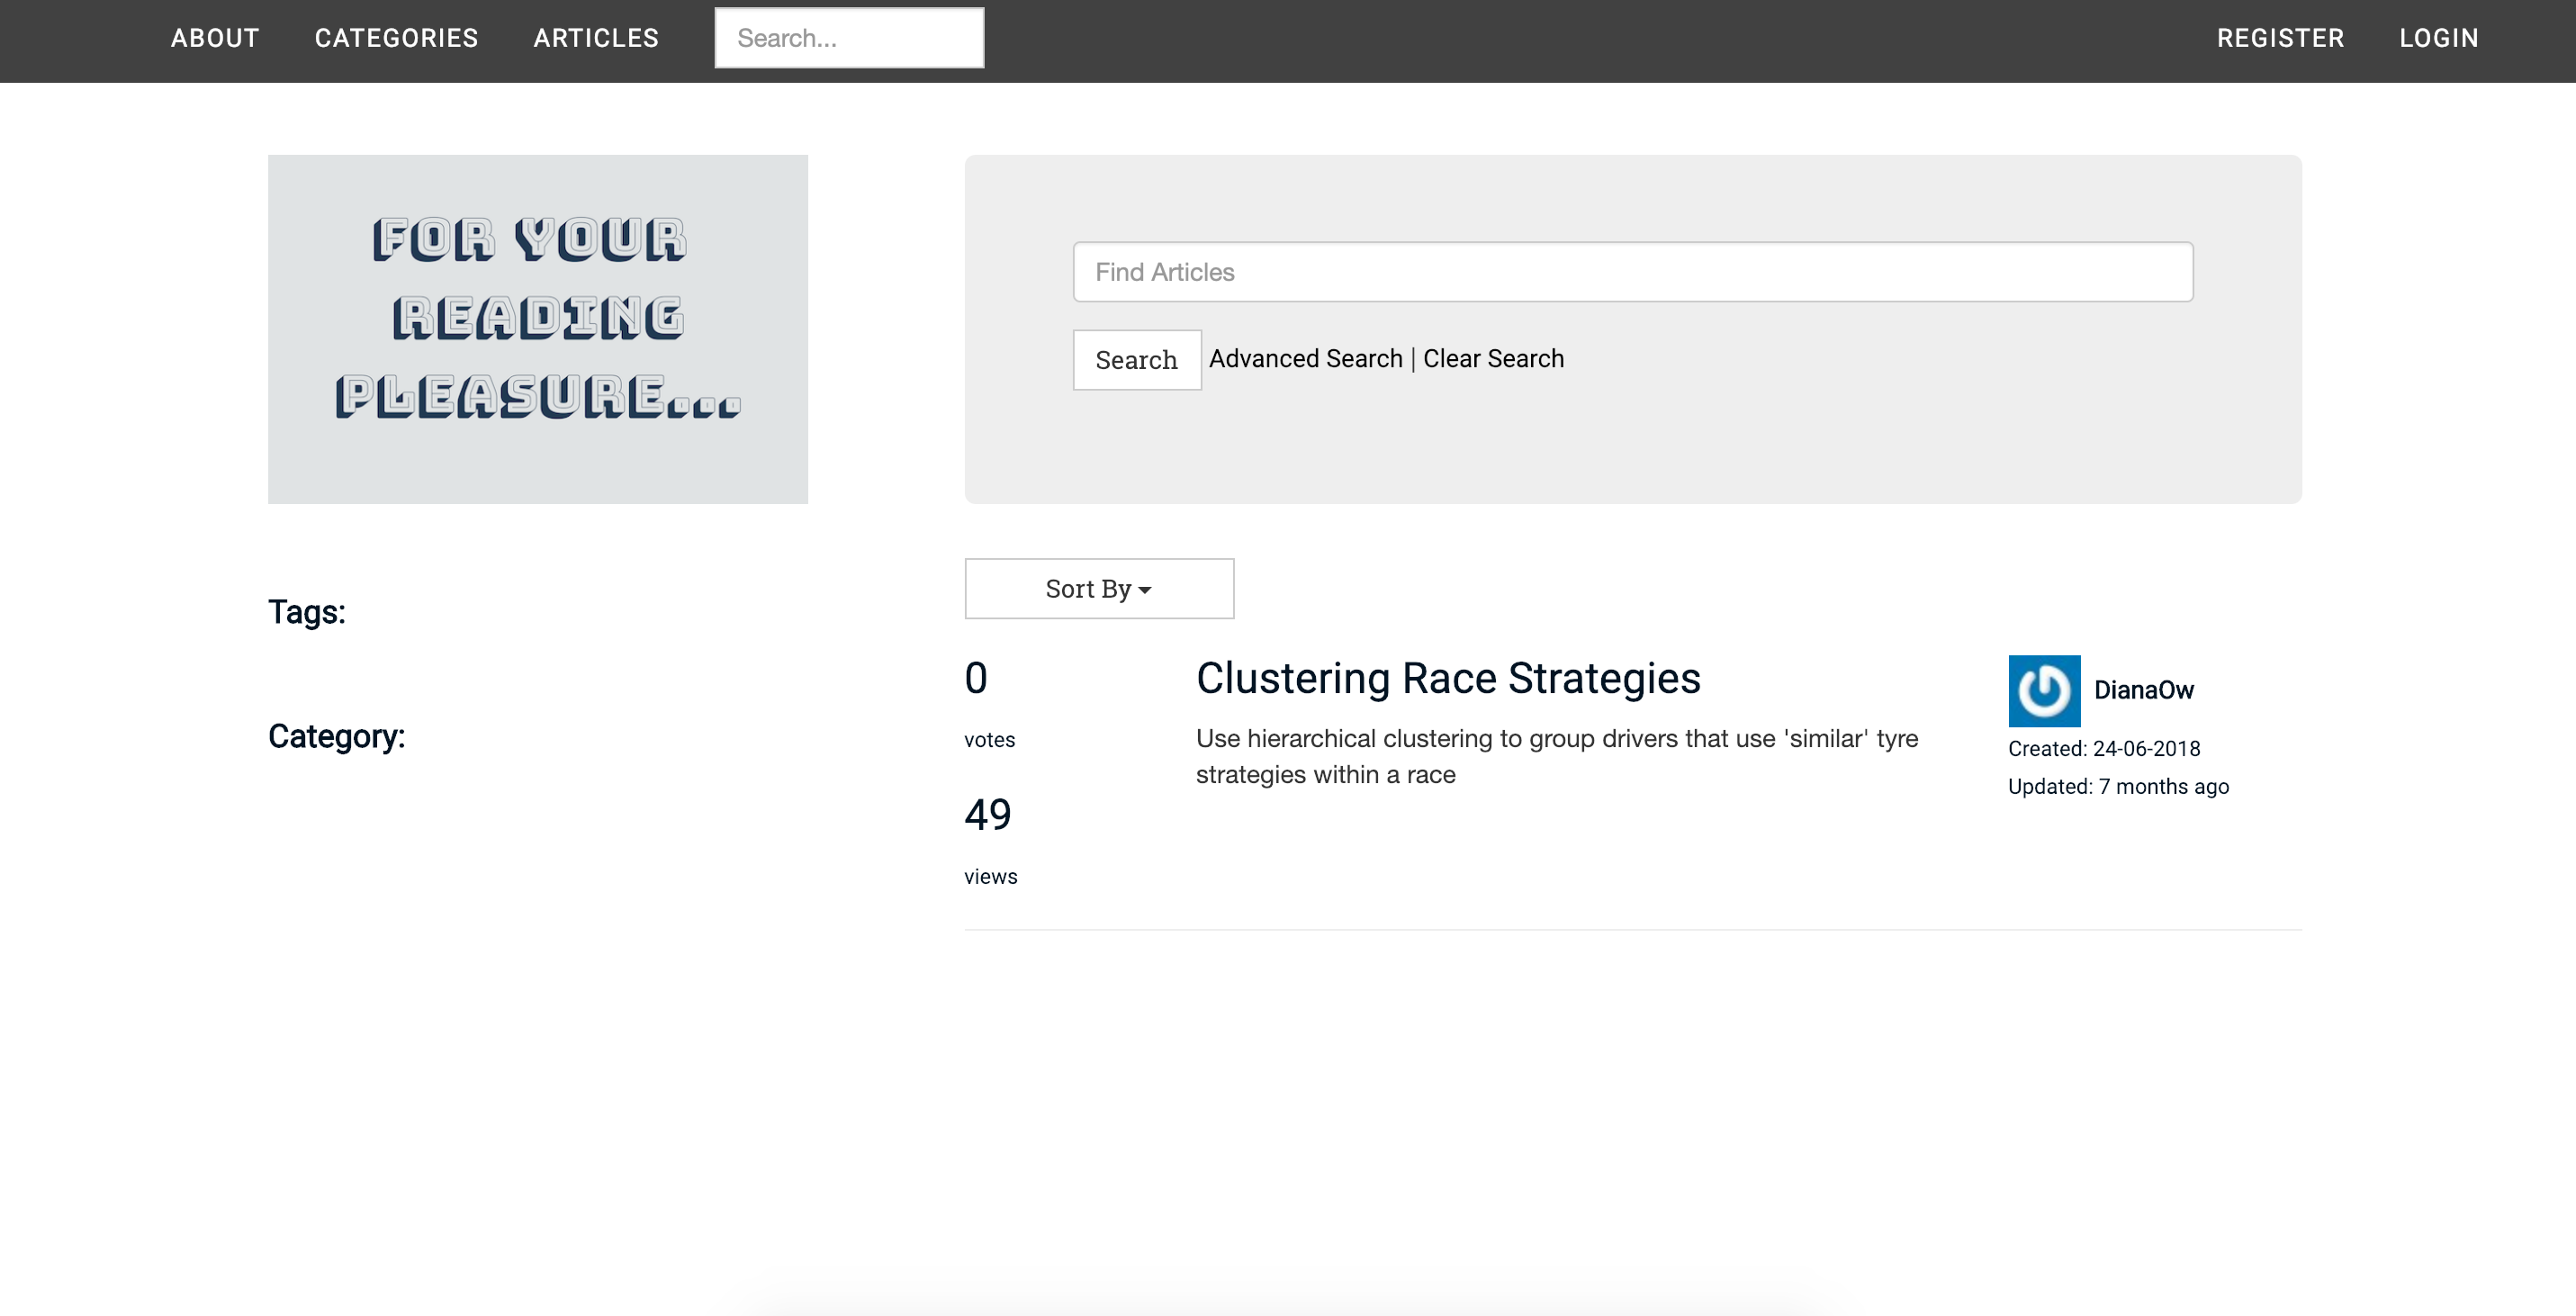 ABOUT CATEGORIES ARTICLES Search... REGISTER LOGIN
FOR YOUR
READING
PLEASURE...
Find Articles
Search Advanced Search | Clear Search
Sort By
Tags:
Category:
0
votes
49
views
Clustering Race Strategies
Use hierarchical clustering to group drivers that use 'similar' tyre
strategies within a race
DianaOw
Created: 24-06-2018
Updated: 7 months ago